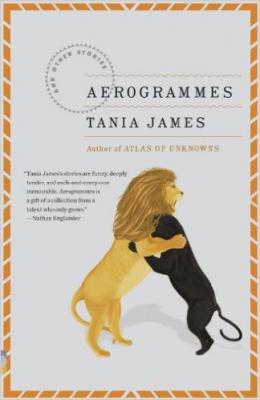 AND OTHER STORIES
AEROGRAMMES
TANIA JAMES
Author of ATLAS OF UNKNOWNS
"Tania James's stories are funny, deeply
tender, and each-and-every-one
memorable. Aerogrammes is
a gift of a collection from a
talent who only grows."
—Nathan Englander